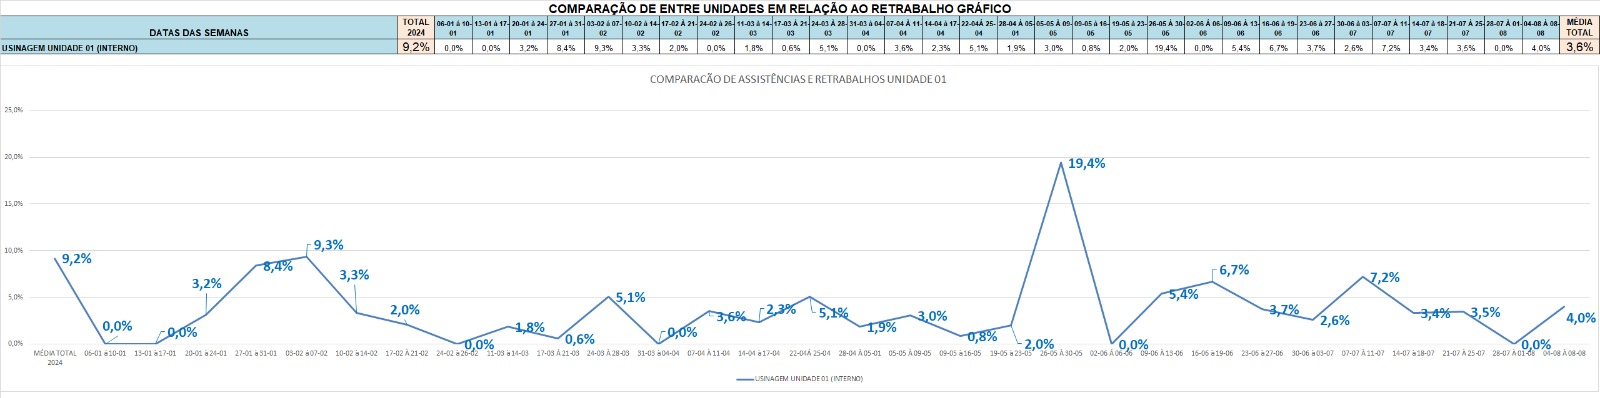 COMPARAÇÃO DE ENTRE UNIDADES EM RELAÇÃO AO RETRABALHO GRÁFICO
DATAS DAS SEMANAS TOTAL 2024 06-01 à 10-01 13-01 à 17-01 20-01 À 24-01 27-01 à 31-01 03-02 à 07-02 10-02 à 14-02 17-02 À 21-02 24-02 À 26-02 11-03 À 14-03 17-03 À 21-03 24-03 À 28-03 31-03 À 04-04 07-04 À 11-04 14-04 À 17-04 22-04 À 25-04 28-04 À 05-01 05-05 À 09-05 09-05 à 16-05 19-05 à 23-05 26-05 À 30-05 02-06 À 06-06 09-06 À 13-06 16-06 à 19-06 23-06 à 27-06 30-06 à 03-07 07-07 À 11-07 14-07 À 18-07 21-07 À 25-07 28-07 À 01-08 04-08 À 08-08 MÉDIA TOTAL
USINAGEM UNIDADE 01 (INTERNO) 9,2% 0,0% 0,0% 3,2% 8,4% 9,3% 3,3% 2,0% 0,0% 1,8% 0,6% 5,1% 0,0% 3,6% 2,3% 5,1% 1,9% 3,0% 0,8% 2,0% 19,4% 0,0% 5,4% 6,7% 3,7% 2,6% 7,2% 3,4% 3,5% 0,0% 4,0% 3,6%
COMPARACÃO DE ASSISTÊNCIAS E RETRABALHOS UNIDADE 01
25,0%
20,0%
15,0%
10,0%
5,0%
0,0%
9,2% 0,0% 0,0% 3,2% 8,4% 9,3% 3,3% 2,0% 0,0% 1,8% 0,6% 5,1% 0,0% 3,6% 2,3% 5,1% 1,9% 3,0% 0,8% 2,0% 19,4% 0,0% 5,4% 6,7% 3,7% 2,6% 7,2% 3,4% 3,5% 0,0% 4,0%
MÉDIA TOTAL 2024 06-01 à10-01 13-01 à 17-01 20-01 À 24-01 27-01 à 31-01 03-02 à 07-02 10-02 à 14-02 17-02 À 21-02 24-02 À 26-02 11-03 À 14-03 17-03 À 21-03 24-03 À 28-03 31-03 À 04-04 07-04 À 11-04 14-04 À 17-04 22-04 À 25-04 28-04 À 05-01 05-05 À 09-05 09-05 à 16-05 19-05 à 23-05 26-05 À 30-05 02-06 À 06-06 09-06 À 13-06 16-06 à 19-06 23-06 à 27-06 30-06 à 03-07 07-07 À 11-07 14-07 À 18-07 21-07 À 25-07 28-07 À 01-08 04-08 À 08-08
USINAGEM UNIDADE 01 (INTERNO)